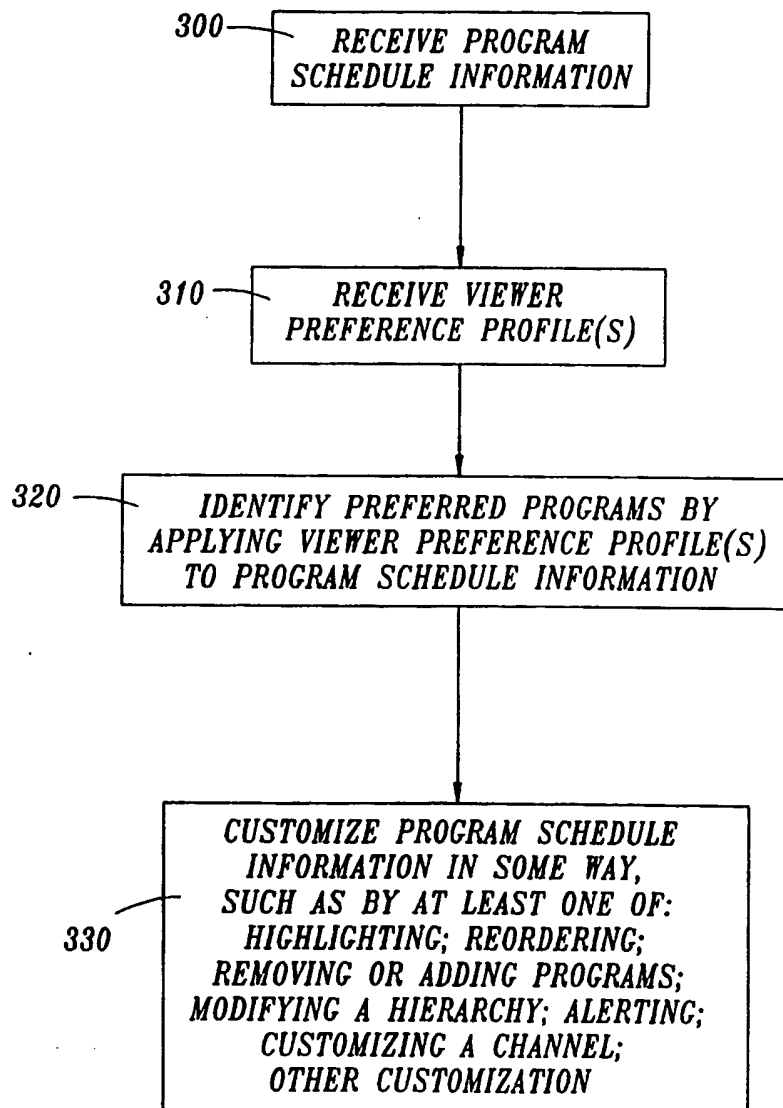 300
RECEIVE PROGRAM
SCHEDULE INFORMATION
310
RECEIVE VIEWER
PREFERENCE PROFILE(S)
320
IDENTIFY PREFERRED PROGRAMS BY
APPLYING VIEWER PREFERENCE PROFILE(S)
TO PROGRAM SCHEDULE INFORMATION
330
CUSTOMIZE PROGRAM SCHEDULE
INFORMATION IN SOME WAY,
SUCH AS BY AT LEAST ONE OF:
HIGHLIGHTING; REORDERING;
REMOVING OR ADDING PROGRAMS;
MODIFYING A HIERARCHY; ALERTING;
CUSTOMIZING A CHANNEL;
OTHER CUSTOMIZATION